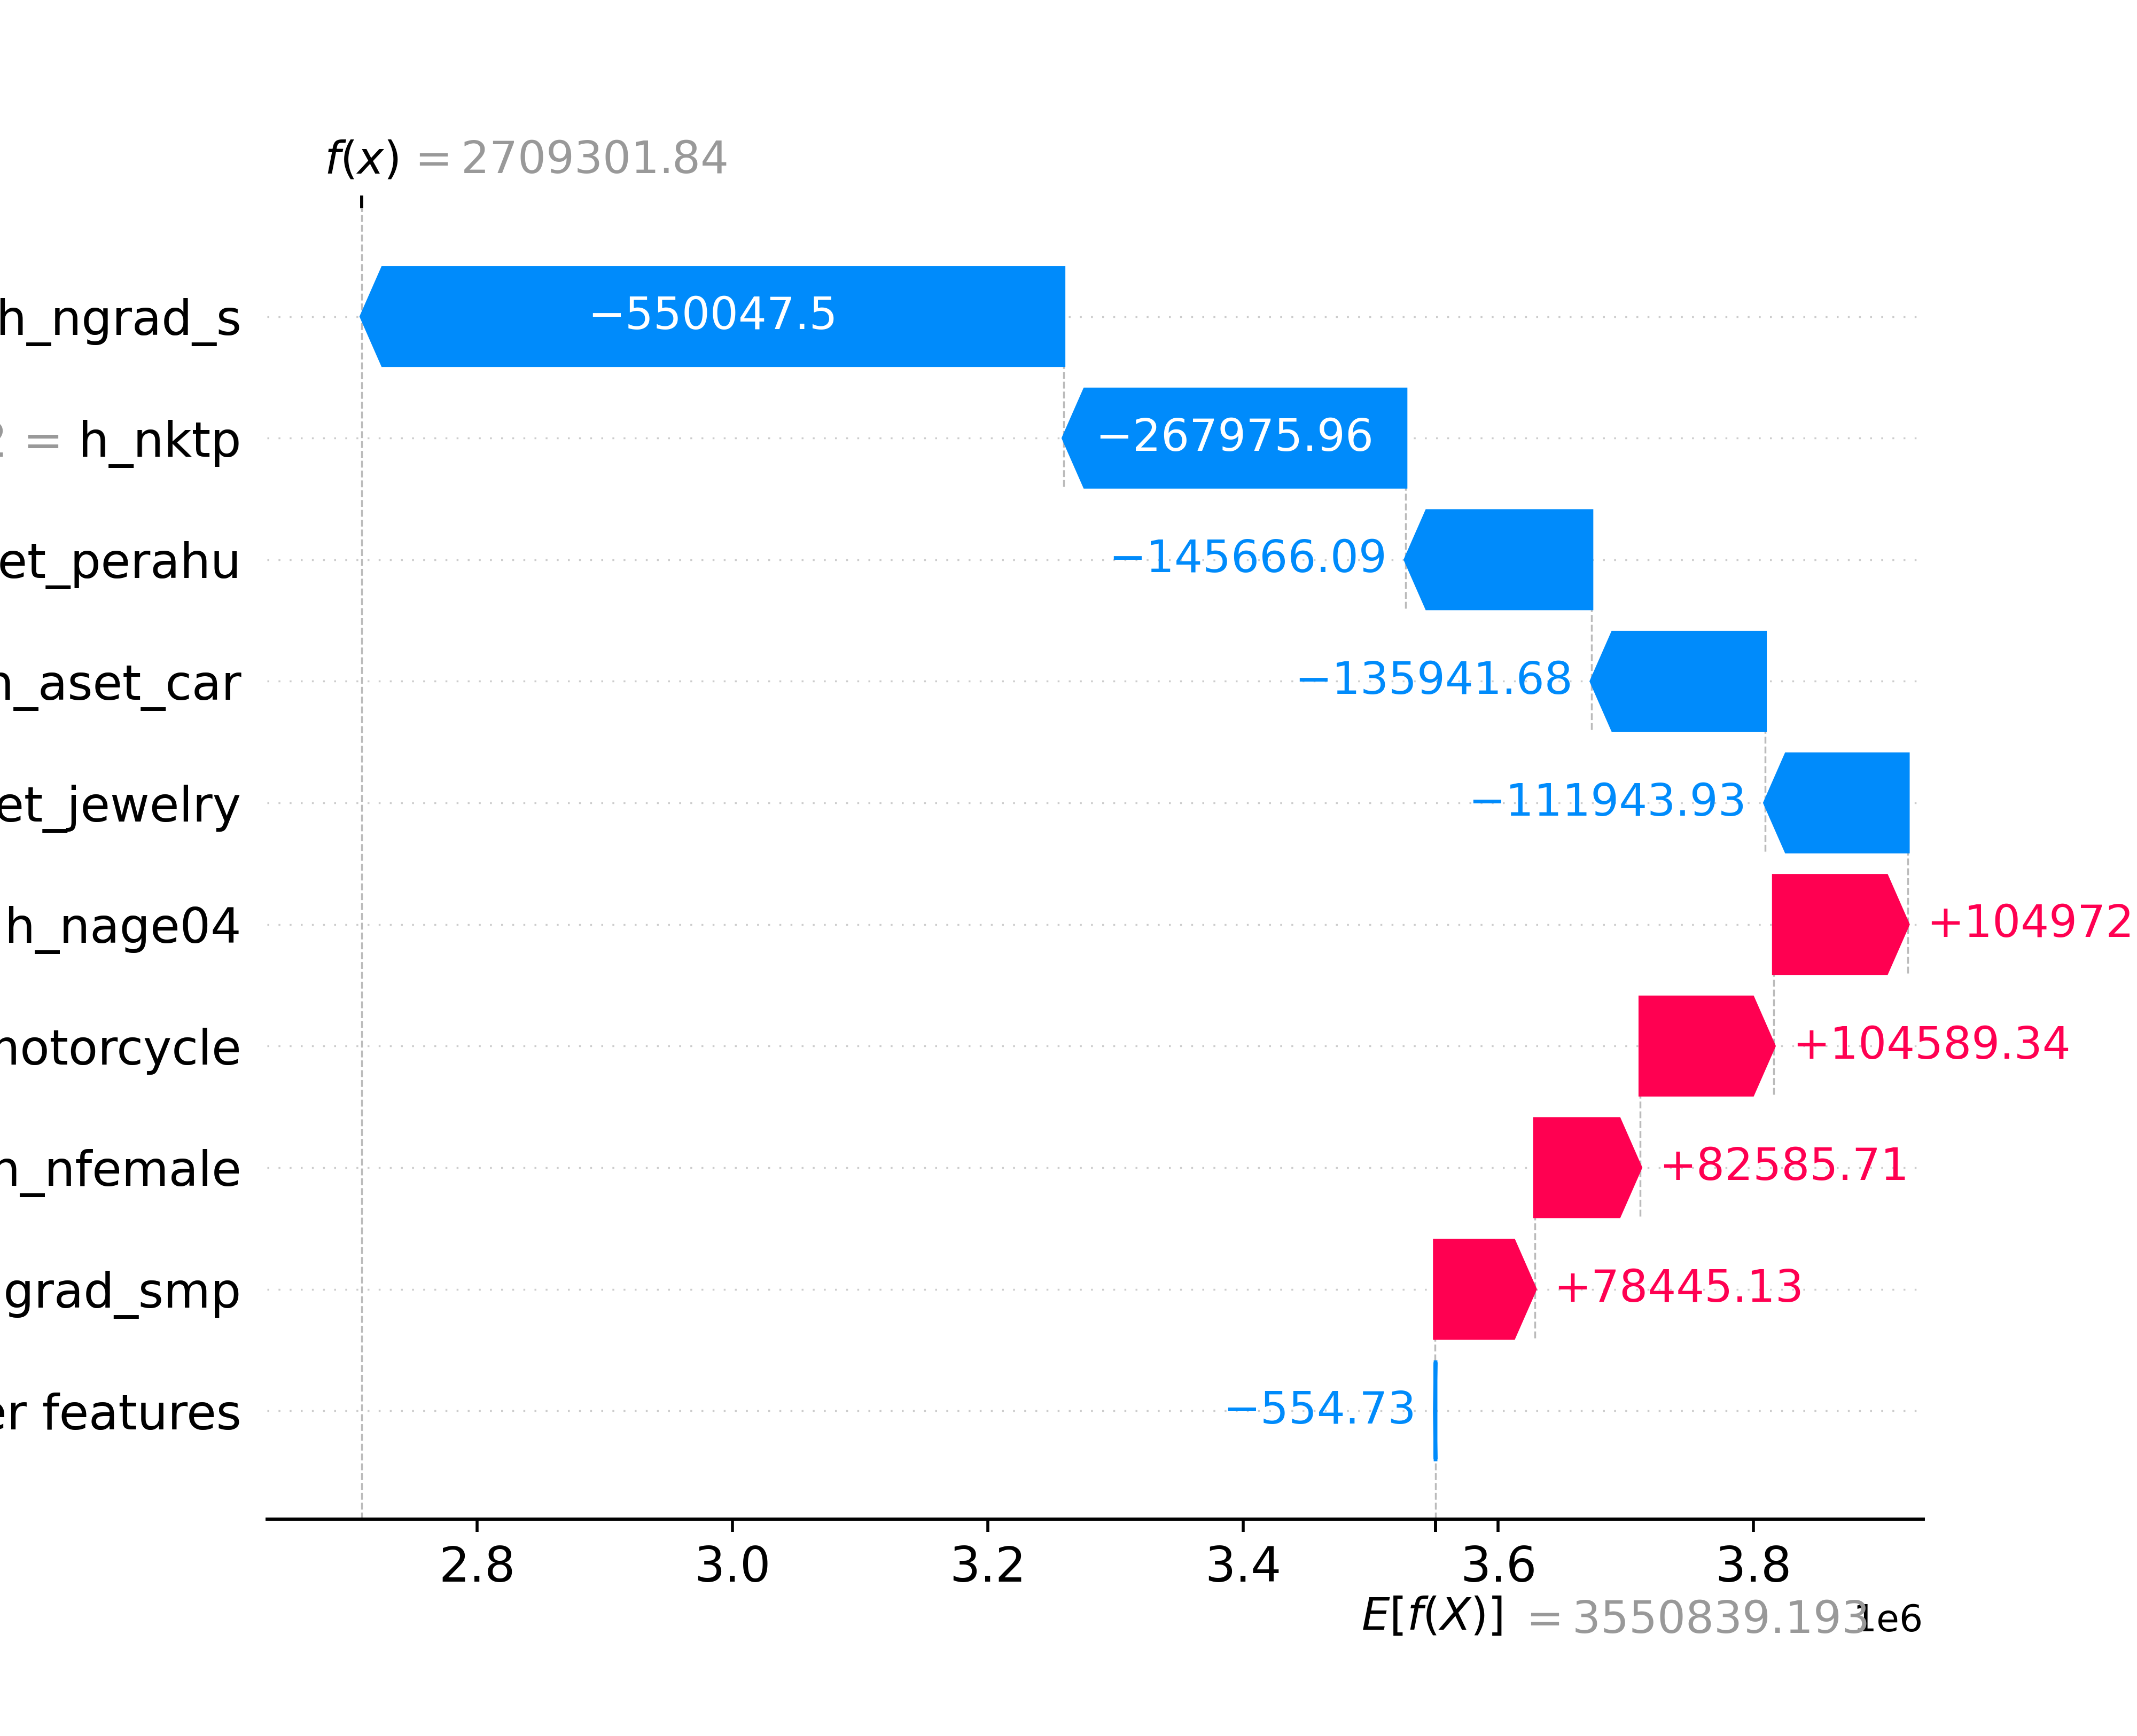 f(x) = 2709301.84
h_ngrad_s −550047.5
= h_nktp −267975.96
et_perahu −145666.09
_aset_car −135941.68
et_jewelry −111943.93
h_nage04 +104972
otorcycle +104589.34
_nfemale +82585.71
grad_smp +78445.13
r features −554.73
2.8 3.0 3.2 3.4 3.6 3.8
E[f(X)] = 3550839.193 1e6